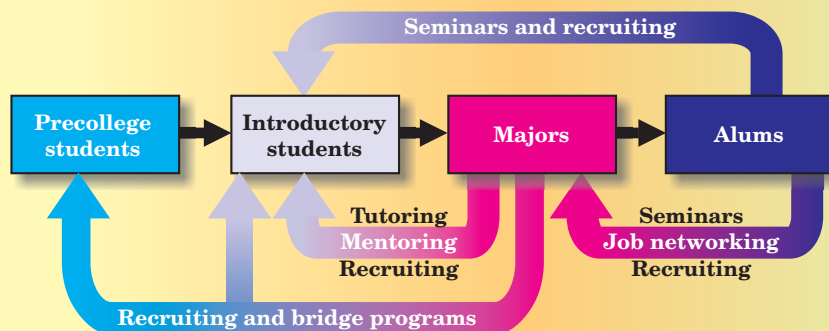 Seminars and recruiting
Precollege
students
Introductory
students
Majors
Alums
Tutoring
Mentoring
Recruiting
Seminars
Job networking
Recruiting
Recruiting and bridge programs